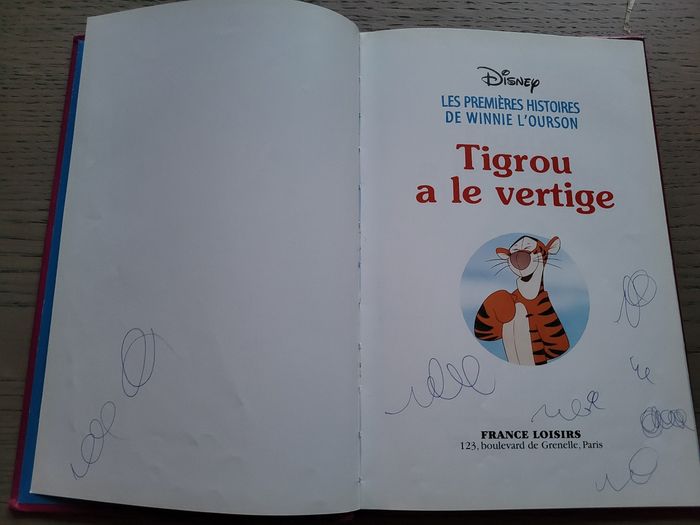 Disney
LES PREMIÈRES HISTOIRES
DE WINNIE L'OURSON
Tigrou
a le vertige
FRANCE LOISIRS
123, boulevard de Grenelle, Paris